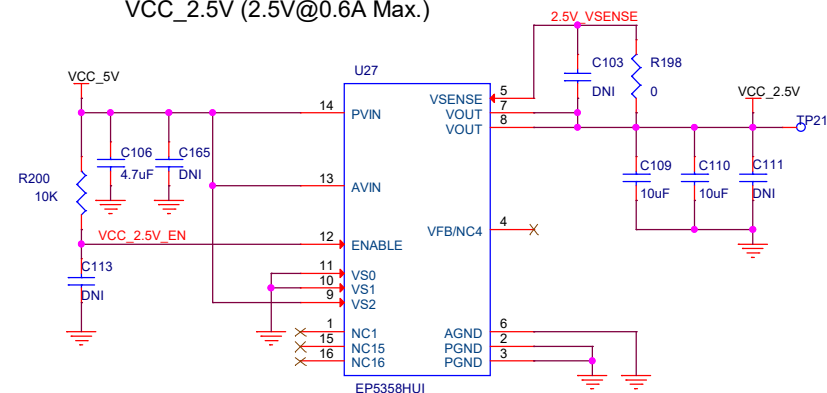 VCC_2.5V (2.5V@0.6A Max.)
2.5V_VSENSE
U27
C103
DNI
R198
0
VCC_5V
VCC_2.5V
TP21
14
PVIN
VSENSE
5
VOUT
7
VOUT
8
C106
4.7uF
C165
DNI
R200
10K
13
AVIN
C109
10uF
C110
10uF
C111
DNI
VCC_2.5V_EN
12
ENABLE
VFB/NC4
4
C113
DNI
11
VS0
10
VS1
9
VS2
1
NC1
15
NC15
16
NC16
AGND
6
PGND
2
PGND
3
EP5358HUI